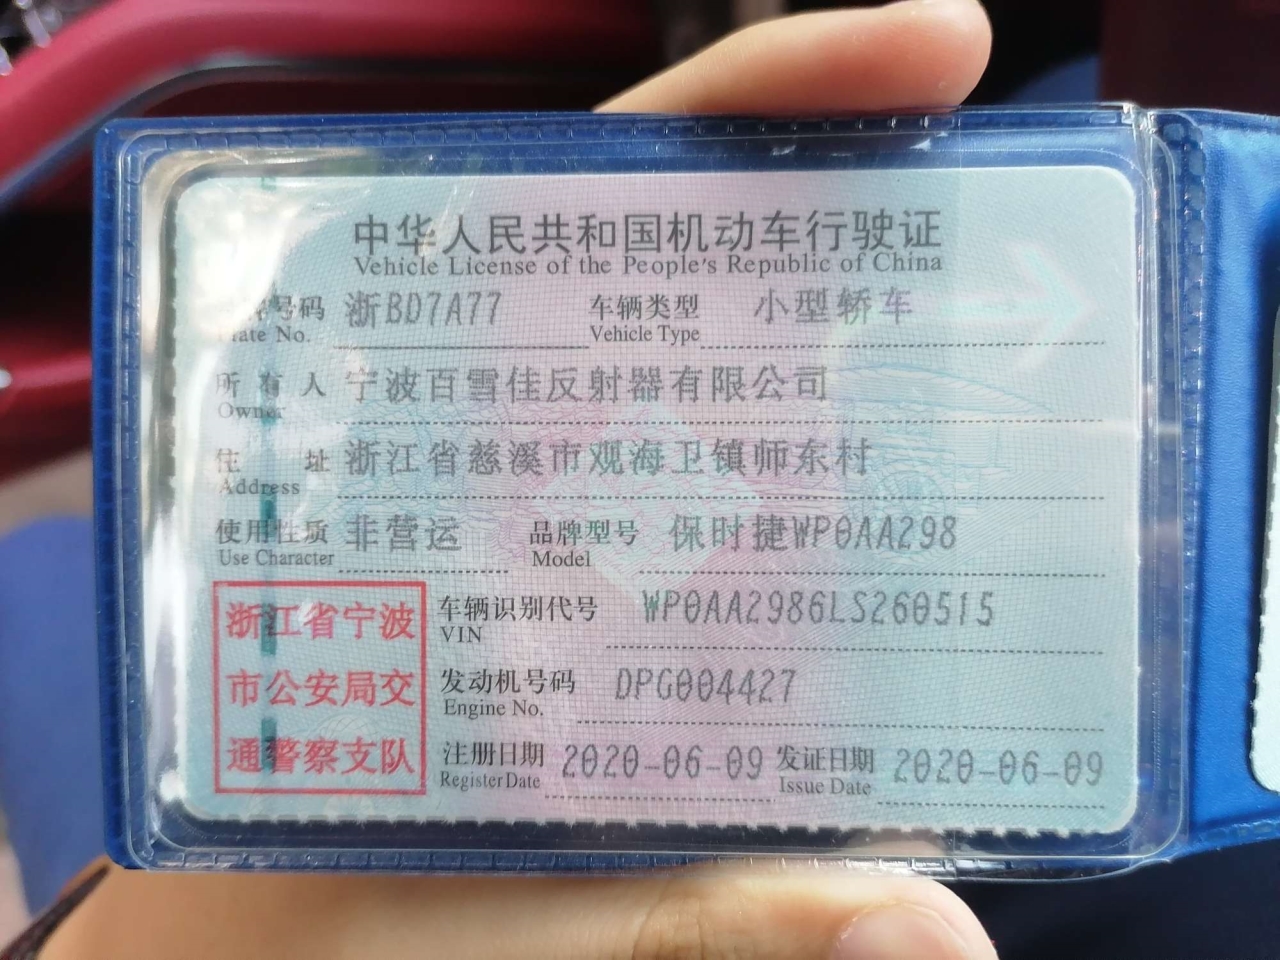 中华人民共和国机动车行驶证
Vehicle License of the People's Republic of China
号码 浙BD7A77 车辆类型 小型轿车
Plate No. Vehicle Type
所有人 宁波百雪佳反射器有限公司
Owner
住址 浙江省慈溪市观海卫镇师东村
Address
使用性质 非营运 品牌型号 保时捷WP0AA298
Use Character Model
浙江省宁波
市公安局交
通警察支队
车辆识别代号 WP0AA2986LS260515
VIN
发动机号码 DPG004427
Engine No.
注册日期 2020-06-09 发证日期 2020-06-09
Register Date Issue Date